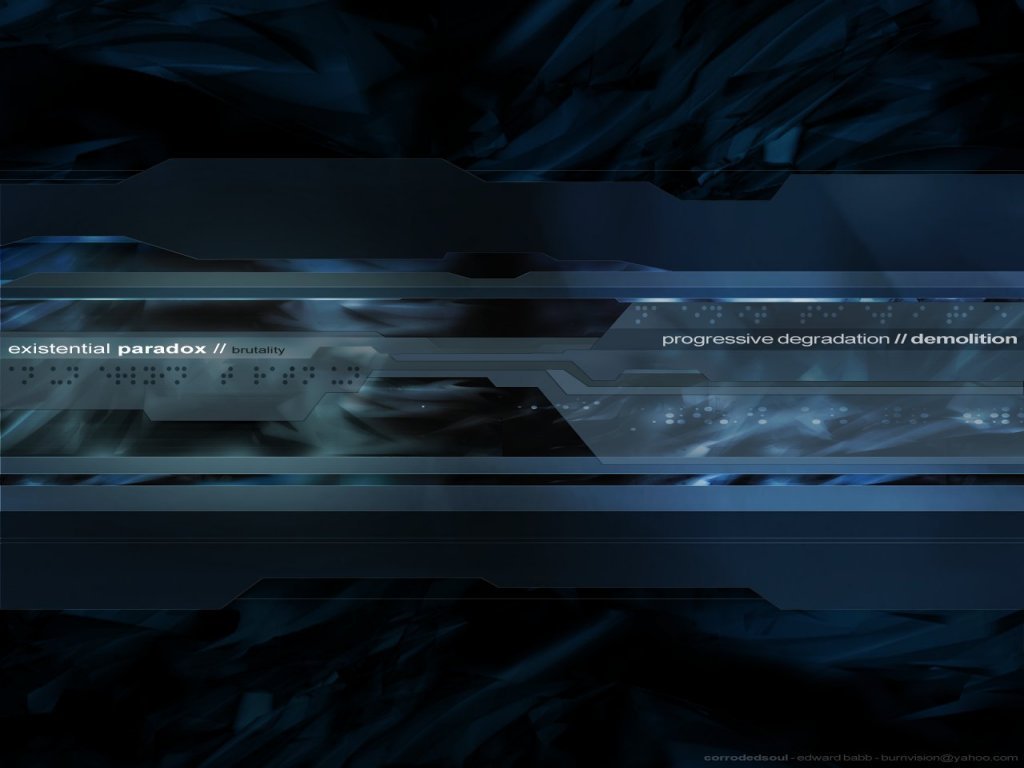 existential paradox // brutality
progressive degradation // demolition
corrodedsoul - edward babb - burnvision@yahoo.com